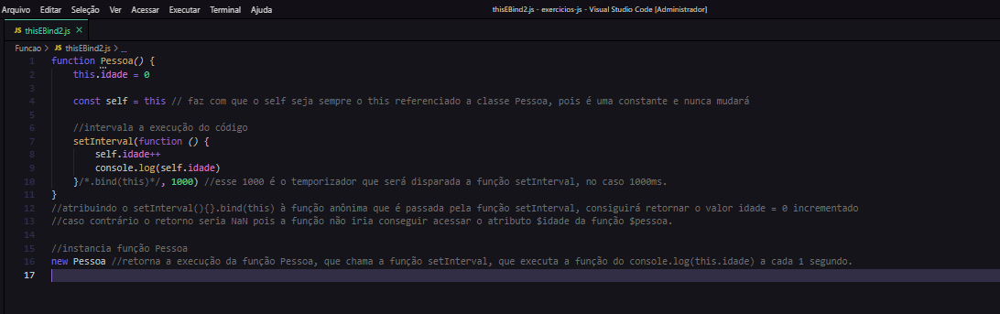 Arquivo Editar Seleção Ver Acessar Executar Terminal Ajuda thisEBind2.js - exercicios-js - Visual Studio Code [Administrador]
JS thisEBind2.js ×
Funcao > JS thisEBind2.js > ...
1 function Pessoa() {
2 this.idade = 0
3
4 const self = this // faz com que o self seja sempre o this referenciado a classe Pessoa, pois é uma constante e nunca mudará
5
6 //intervala a execução do código
7 setInterval(function () {
8 self.idade++
9 console.log(self.idade)
10 }/*.bind(this)*/, 1000) //esse 1000 é o temporizador que será disparada a função setInterval, no caso 1000ms.
11 }
12 //atribuindo o setInterval(){}.bind(this) à função anônima que é passada pela função setInterval, consiguirá retornar o valor idade = 0 incrementado
13 //caso contrário o retorno seria NaN pois a função não iria conseguir acessar o atributo $idade da função $pessoa.
14
15 //instancia função Pessoa
16 new Pessoa //retorna a execução da função Pessoa, que chama a função setInterval, que executa a função do console.log(this.idade) a cada 1 segundo.
17